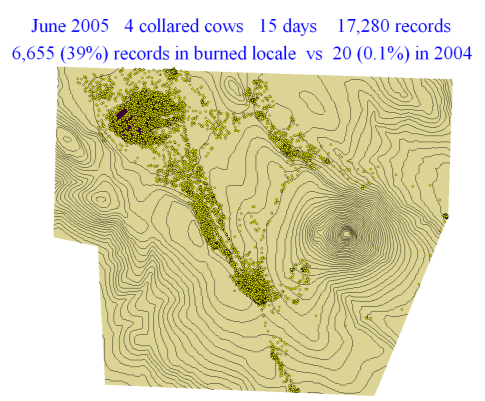 June 2005 4 collared cows 15 days 17,280 records
6,655 (39%) records in burned locale vs 20 (0.1%) in 2004